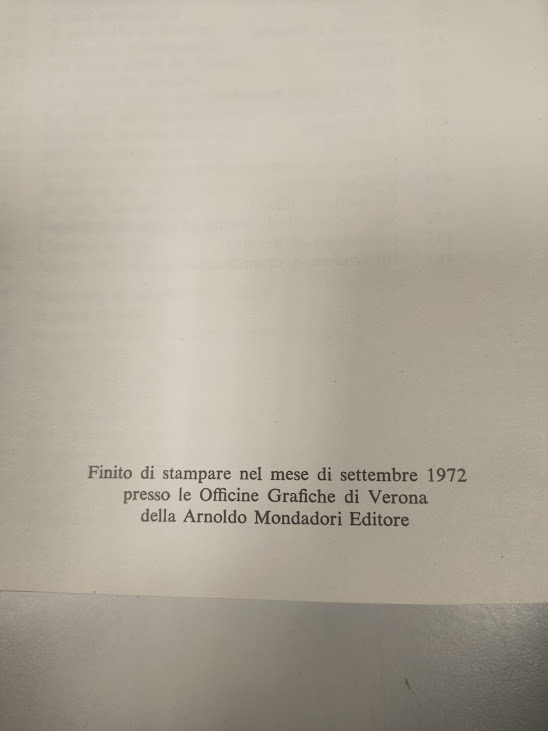 Finito di stampare nel mese di settembre 1972
presso le Officine Grafiche di Verona
della Arnoldo Mondadori Editore